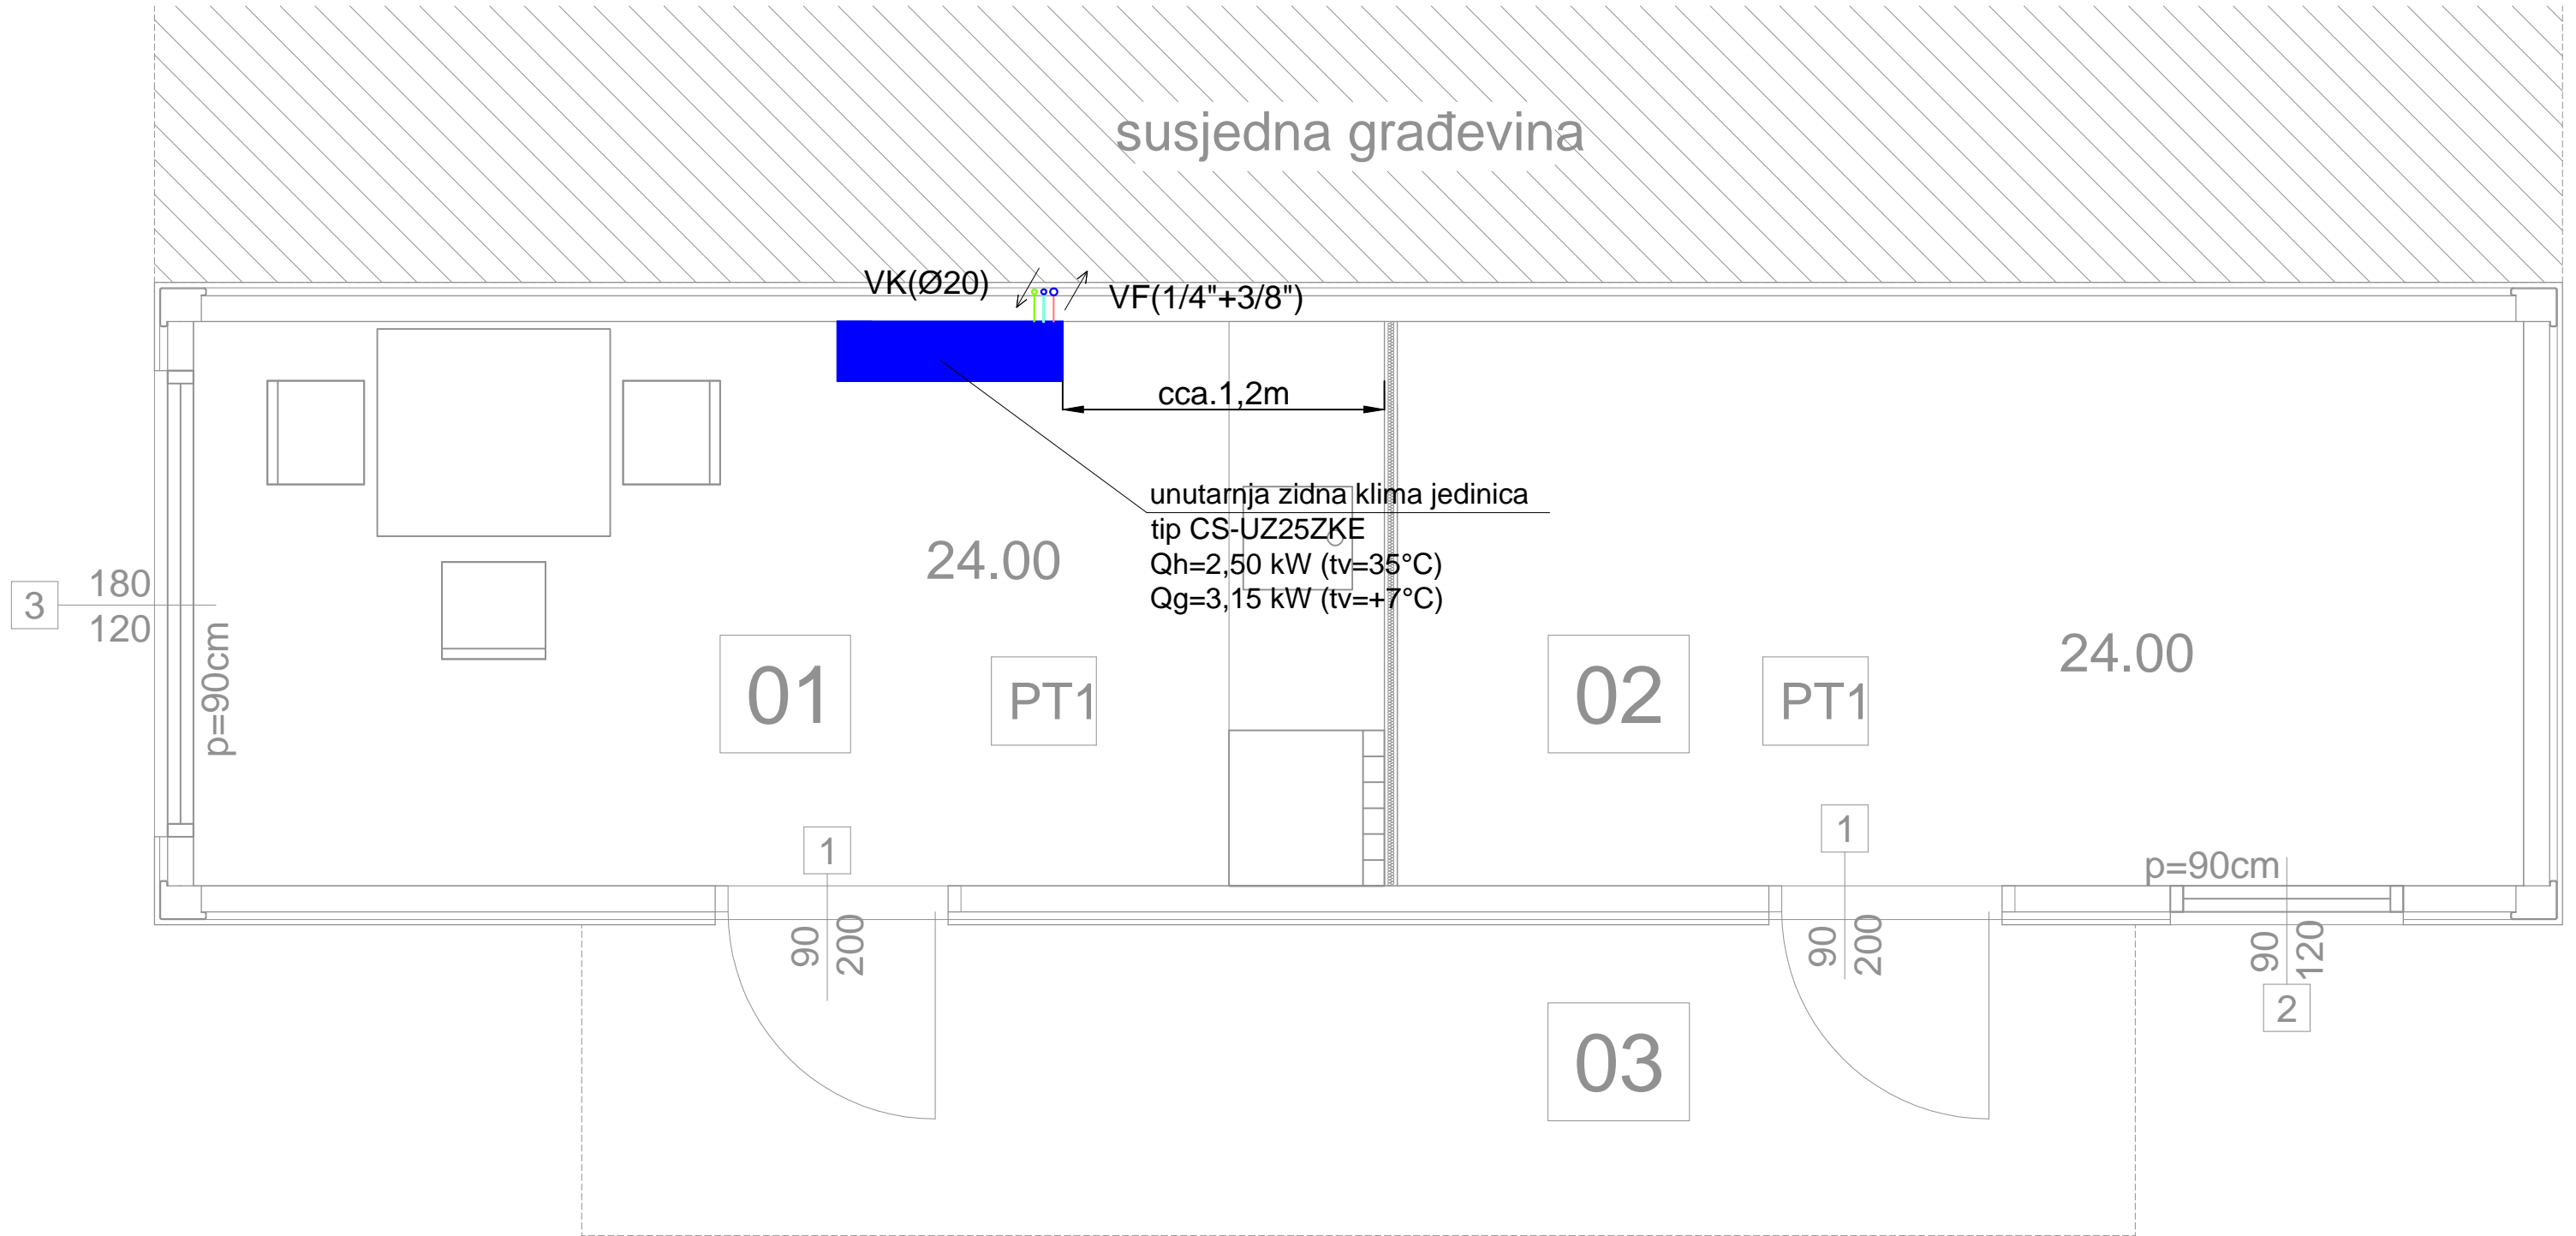 susjedna građevina
VK(Ø20)
VF(1/4"+3/8")
cca.1,2m
unutarnja zidna klima jedinica
tip CS-UZ25ZKE
Qh=2,50 kW (tv=35°C)
Qg=3,15 kW (tv=+7°C)
24.00
24.00
3
180
120
p=90cm
01
PT1
02
PT1
1
90
200
1
90
200
p=90cm
90
120
2
03